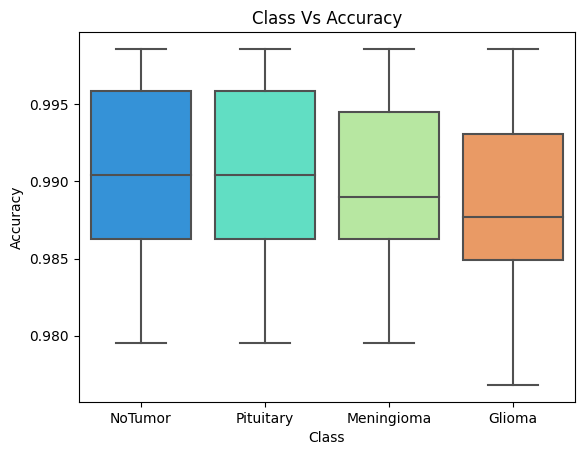 Class Vs Accuracy
Accuracy
0.995
0.990
0.985
0.980
NoTumor Pituitary Meningioma Glioma
Class